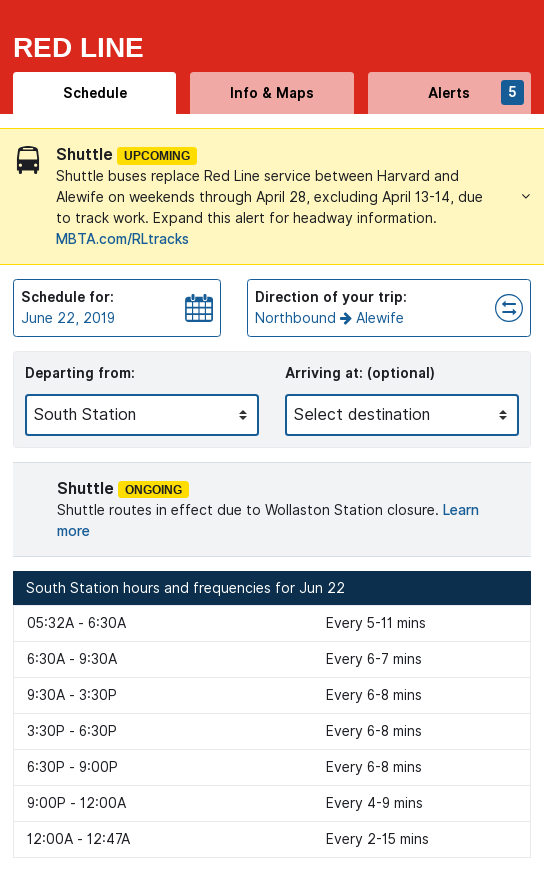 RED LINE
Schedule
Info & Maps
Alerts
5
Shuttle UPCOMING
Shuttle buses replace Red Line service between Harvard and
Alewife on weekends through April 28, excluding April 13-14, due
to track work. Expand this alert for headway information.
MBTA.com/RLtracks
Schedule for:
June 22, 2019
Direction of your trip:
Northbound → Alewife
Departing from:
South Station
Arriving at: (optional)
Select destination
Shuttle ONGOING
Shuttle routes in effect due to Wollaston Station closure. Learn
more
South Station hours and frequencies for Jun 22
05:32A - 6:30A Every 5-11 mins
6:30A - 9:30A Every 6-7 mins
9:30A - 3:30P Every 6-8 mins
3:30P - 6:30P Every 6-8 mins
6:30P - 9:00P Every 6-8 mins
9:00P - 12:00A Every 4-9 mins
12:00A - 12:47A Every 2-15 mins